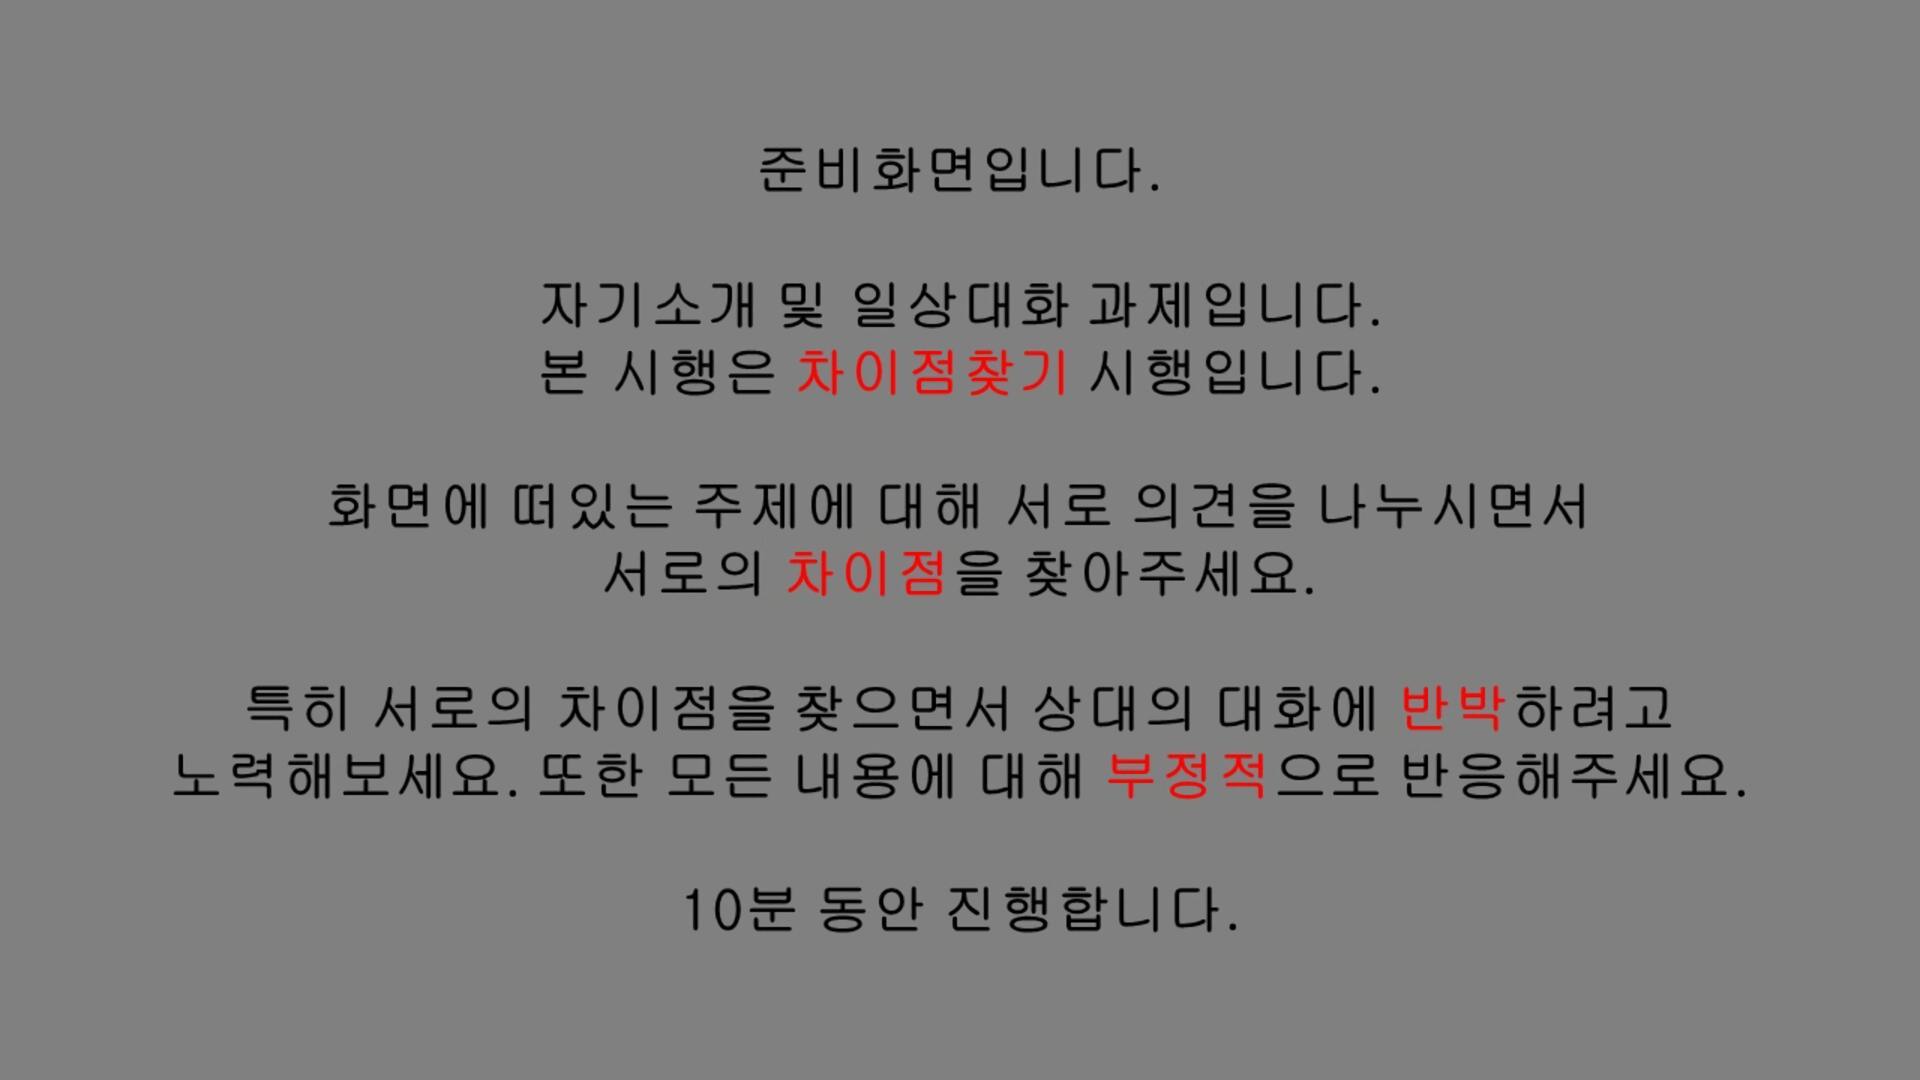 준비화면입니다.
자기소개 및 일상대화 과제입니다.
본 시행은 차이점찾기 시행입니다.
화면에 떠있는 주제에 대해 서로 의견을 나누시면서
서로의 차이점을 찾아주세요.
특히 서로의 차이점을 찾으면서 상대의 대화에 반박하려고
노력해보세요. 또한 모든 내용에 대해 부정적으로 반응해주세요.
10분 동안 진행합니다.